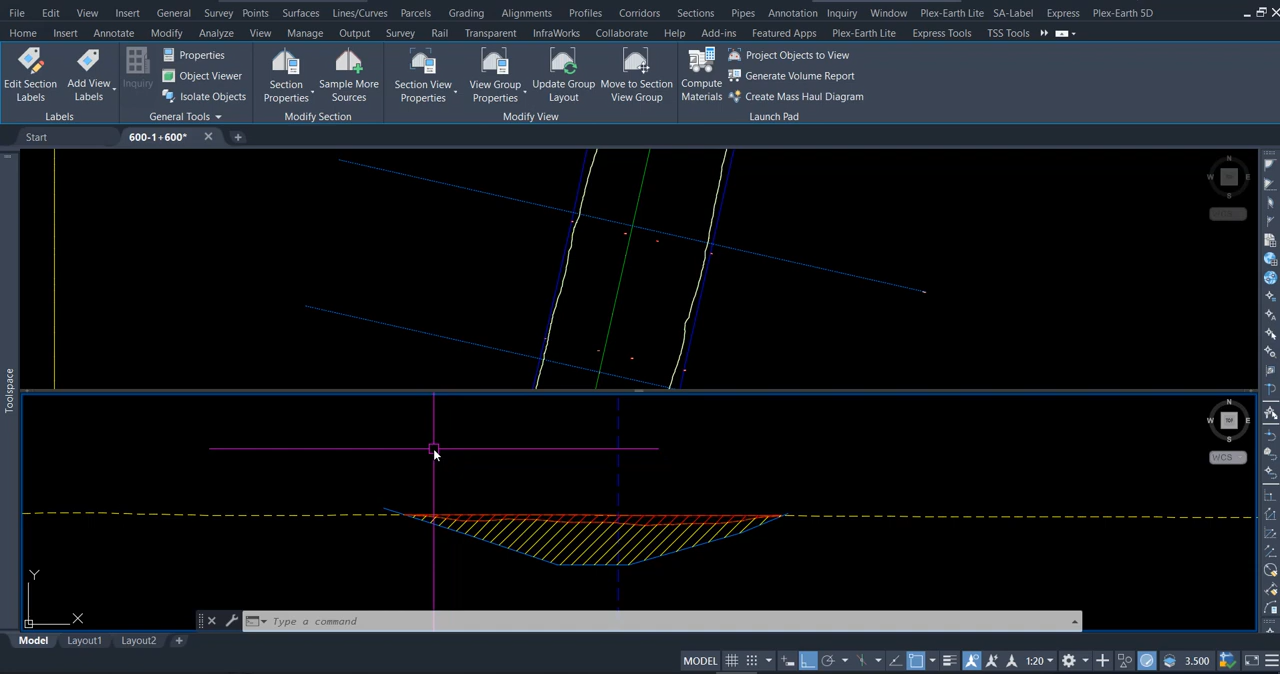 File Edit View Insert General Survey Points Surfaces Lines/Curves Parcels Grading Alignments Profiles Corridors Sections Pipes Annotation Inquiry Window Plex-Earth Lite SA-Label Express Plex-Earth 5D
Home Insert Annotate Modify Analyze View Manage Output Survey Rail Transparent InfraWorks Collaborate Help Add-ins Featured Apps Plex-Earth Lite Express Tools TSS Tools
Edit Section Labels
Add View Labels
Inquiry
Properties
Object Viewer
Isolate Objects
Section Properties
Sample More Sources
Section View Properties
View Group Properties
Update Group Layout
Move to Section View Group
Compute Materials
Project Objects to View
Generate Volume Report
Create Mass Haul Diagram
Labels General Tools Modify Section Modify View Launch Pad
Start 600-1+600*
N
W E
S
Toolspace
N
W TOP E
S
WCS
Y
X
Type a command
Model Layout1 Layout2
MODEL 1:20 3.500